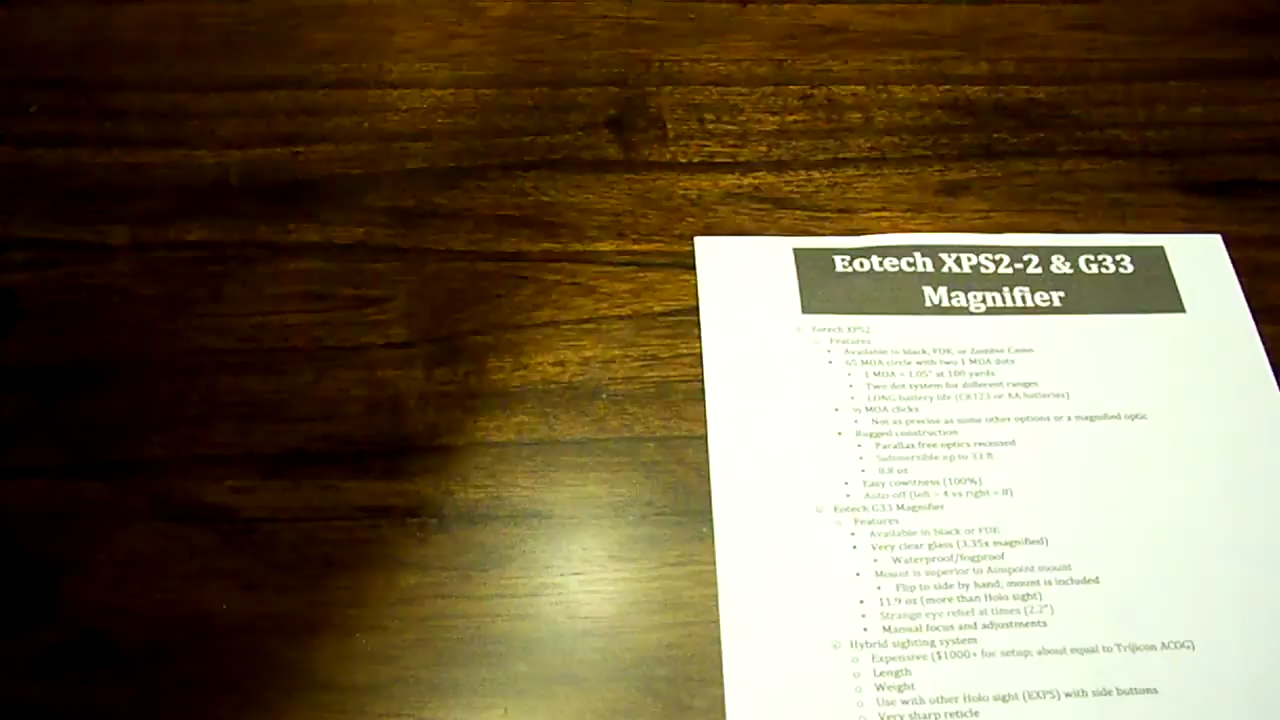 Eotech XPS2-2 & G33
Magnifier
Eotech XPS2
Features
Available in black, FDE, or Zombie Camo
65 MOA circle with two 1 MOA dots
1 MOA = 1.05" at 100 yards
Two dot system for different ranges
LONG battery life (CR123 or AA batteries)
½ MOA clicks
Not as precise as some other options or a magnified optic
Rugged construction
Parallax free optics recessed
Submersible up to 33 ft
8.8 oz
Easy cowitness (100%)
Auto-off (left = 4 vs right = 8)
Eotech G33 Magnifier
Features
Available in black or FDE
Very clear glass (3.35x magnified)
Waterproof/fogproof
Mount is superior to Aimpoint mount
Flip to side by hand, mount is included
11.9 oz (more than Holo sight)
Strange eye relief at times (2.2")
Manual focus and adjustments
Hybrid sighting system
Expensive ($1000+ for setup; about equal to Trijicon ACOG)
Length
Weight
Use with other Holo sight (EXPS) with side buttons
Very sharp reticle